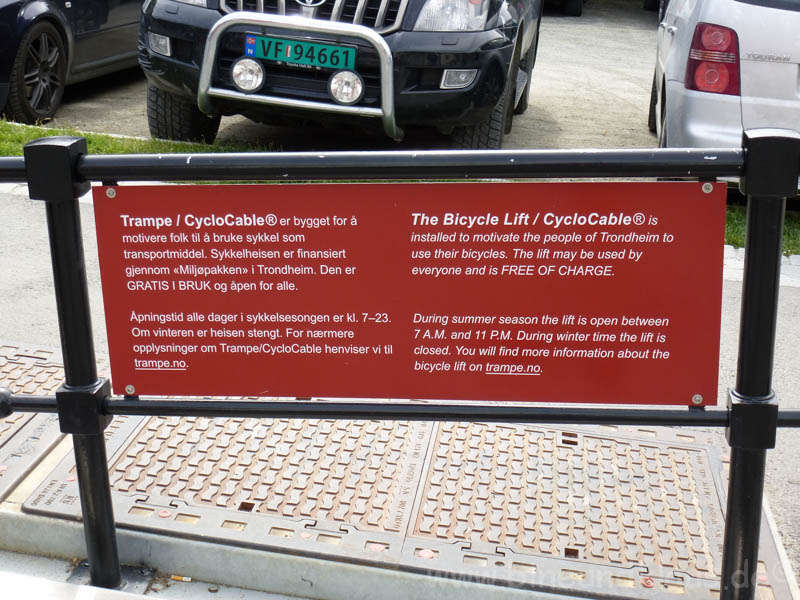 VF 94661
N
TOURAN
Trampe / CycloCable® er bygget for å
motivere folk til å bruke sykkel som
transportmiddel. Sykkelheisen er finansiert
gjennom «Miljøpakken» i Trondheim. Den er
GRATIS I BRUK og åpen for alle.
Åpningstid alle dager i sykkelsesongen er kl. 7–23.
Om vinteren er heisen stengt. For nærmere
opplysninger om Trampe/CycloCable henviser vi til
trampe.no.
The Bicycle Lift / CycloCable® is
installed to motivate the people of Trondheim to
use their bicycles. The lift may be used by
everyone and is FREE OF CHARGE.
During summer season the lift is open between
7 A.M. and 11 P.M. During winter time the lift is
closed. You will find more information about the
bicycle lift on trampe.no.